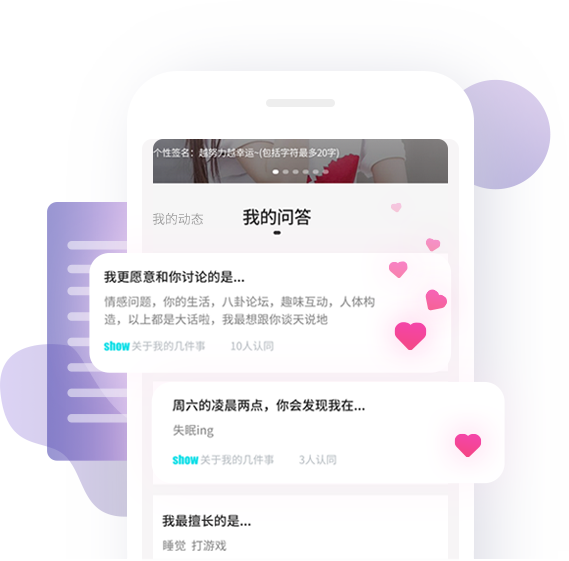 个性签名：越努力越幸运~(包括字符最多20字)
我的动态 我的问答
我更愿意和你讨论的是...
情感问题，你的生活，八卦论坛，趣味互动，人体构
造，以上都是大话啦，我最想跟你谈天说地
show 关于我的几件事 10人认同
周六的凌晨两点，你会发现我在...
失眠ing
show 关于我的几件事 3人认同
我最擅长的是...
睡觉 打游戏